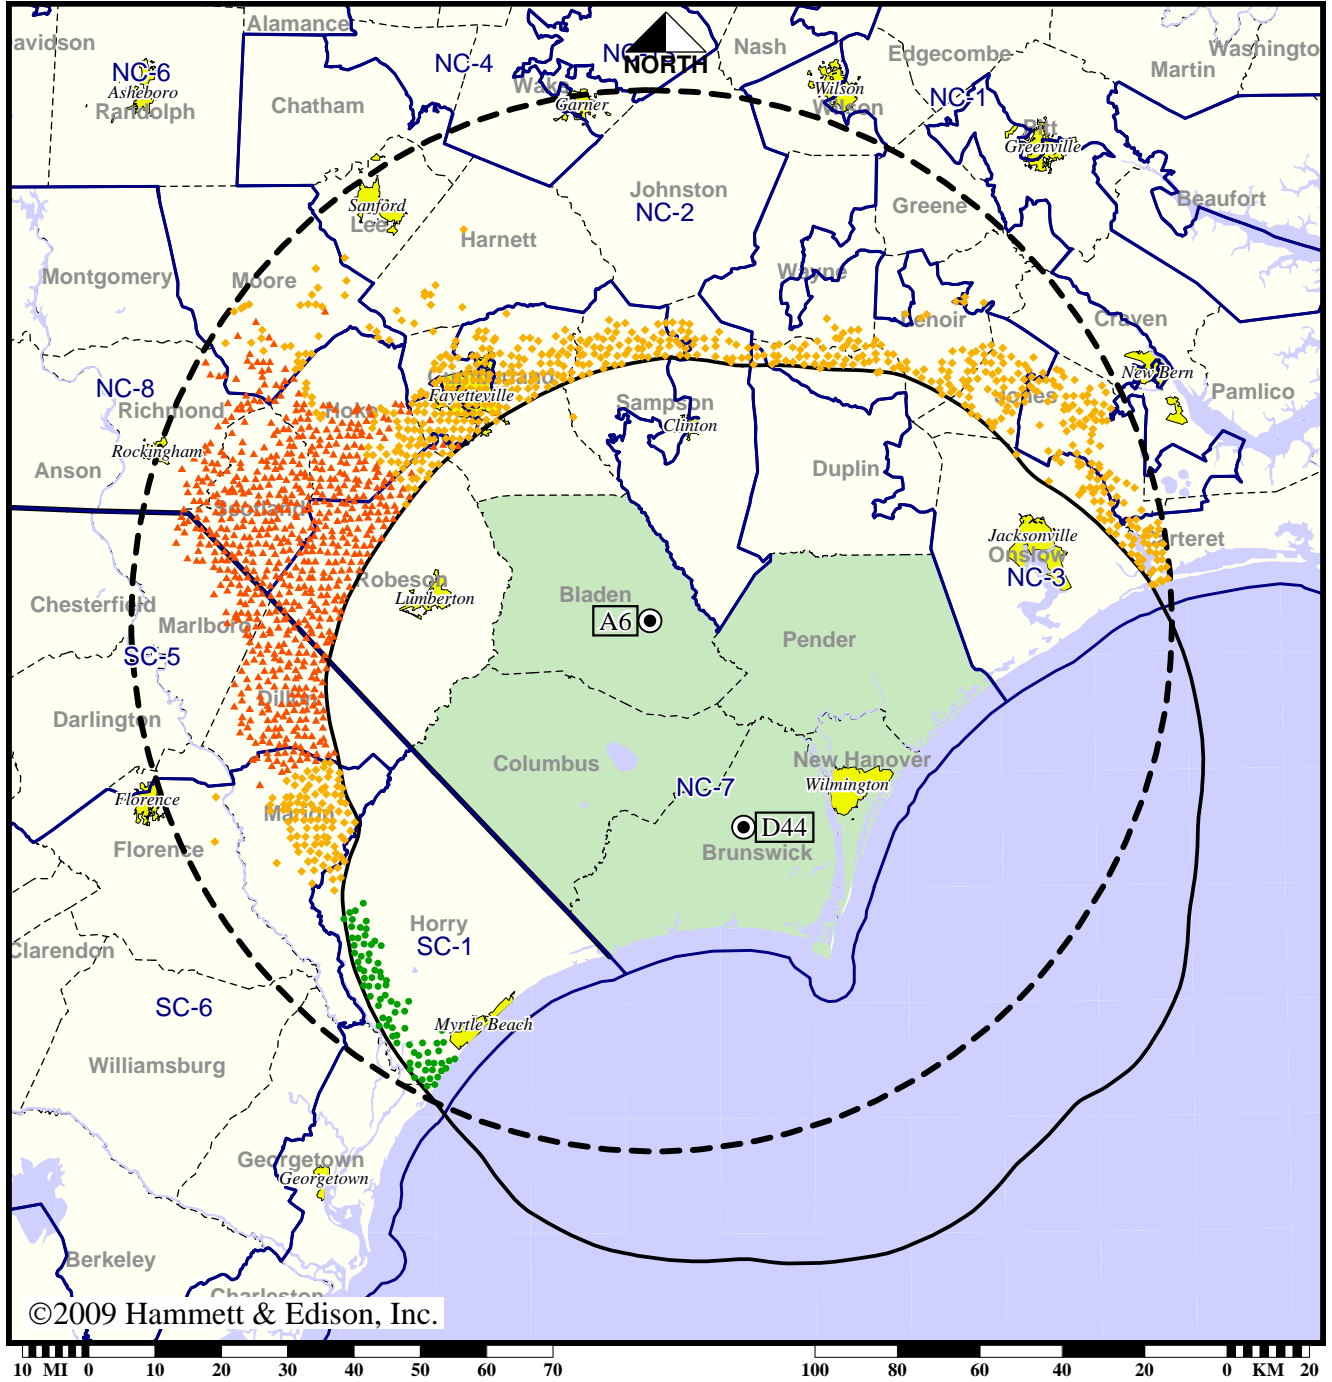 Alamance
avidson
NC-6
Asheboro
Randolph
Chatham
NC-4
NORTH
Nash
Edgecombe
Washingto
Martin
Garner
Wilson
Wilson
NC-1
Pitt
Greenville
Beaufort
Sanford
Lee
Johnston
NC-2
Greene
Harnett
Montgomery
Moore
Wayne
Lenoir
Craven
NC-8
Richmond
Hoke
Cumberland
Fayetteville
Sampson
Clinton
Jones
New Bern
Pamlico
Rockingham
Anson
Duplin
Scotland
Jacksonville
Onslow
NC-3
Carteret
Chesterfield
Marlboro
Robeson
Lumberton
Bladen
A6
Pender
SC-5
Dillon
Darlington
Columbus
NC-7
New Hanover
Wilmington
Florence
Marion
Florence
D44
Brunswick
Clarendon
Horry
SC-1
SC-6
Myrtle Beach
Williamsburg
Georgetown
Georgetown
Berkeley
Charleston
©2009 Hammett & Edison, Inc.
10 MI 0 10 20 30 40 50 60 70
100 80 60 40 20 0 KM 20